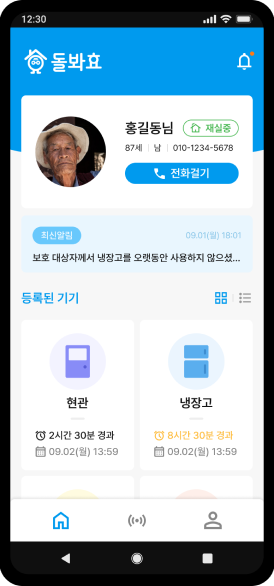 12:30
돌봐효
홍길동님 재실중
87세 | 남 | 010-1234-5678
전화걸기
최신알림 09.01(월) 18:01
보호 대상자께서 냉장고를 오랫동안 사용하지 않으셨...
등록된 기기
현관 냉장고
2시간 30분 경과 8시간 30분 경과
09.02(월) 13:59 09.02(월) 13:59